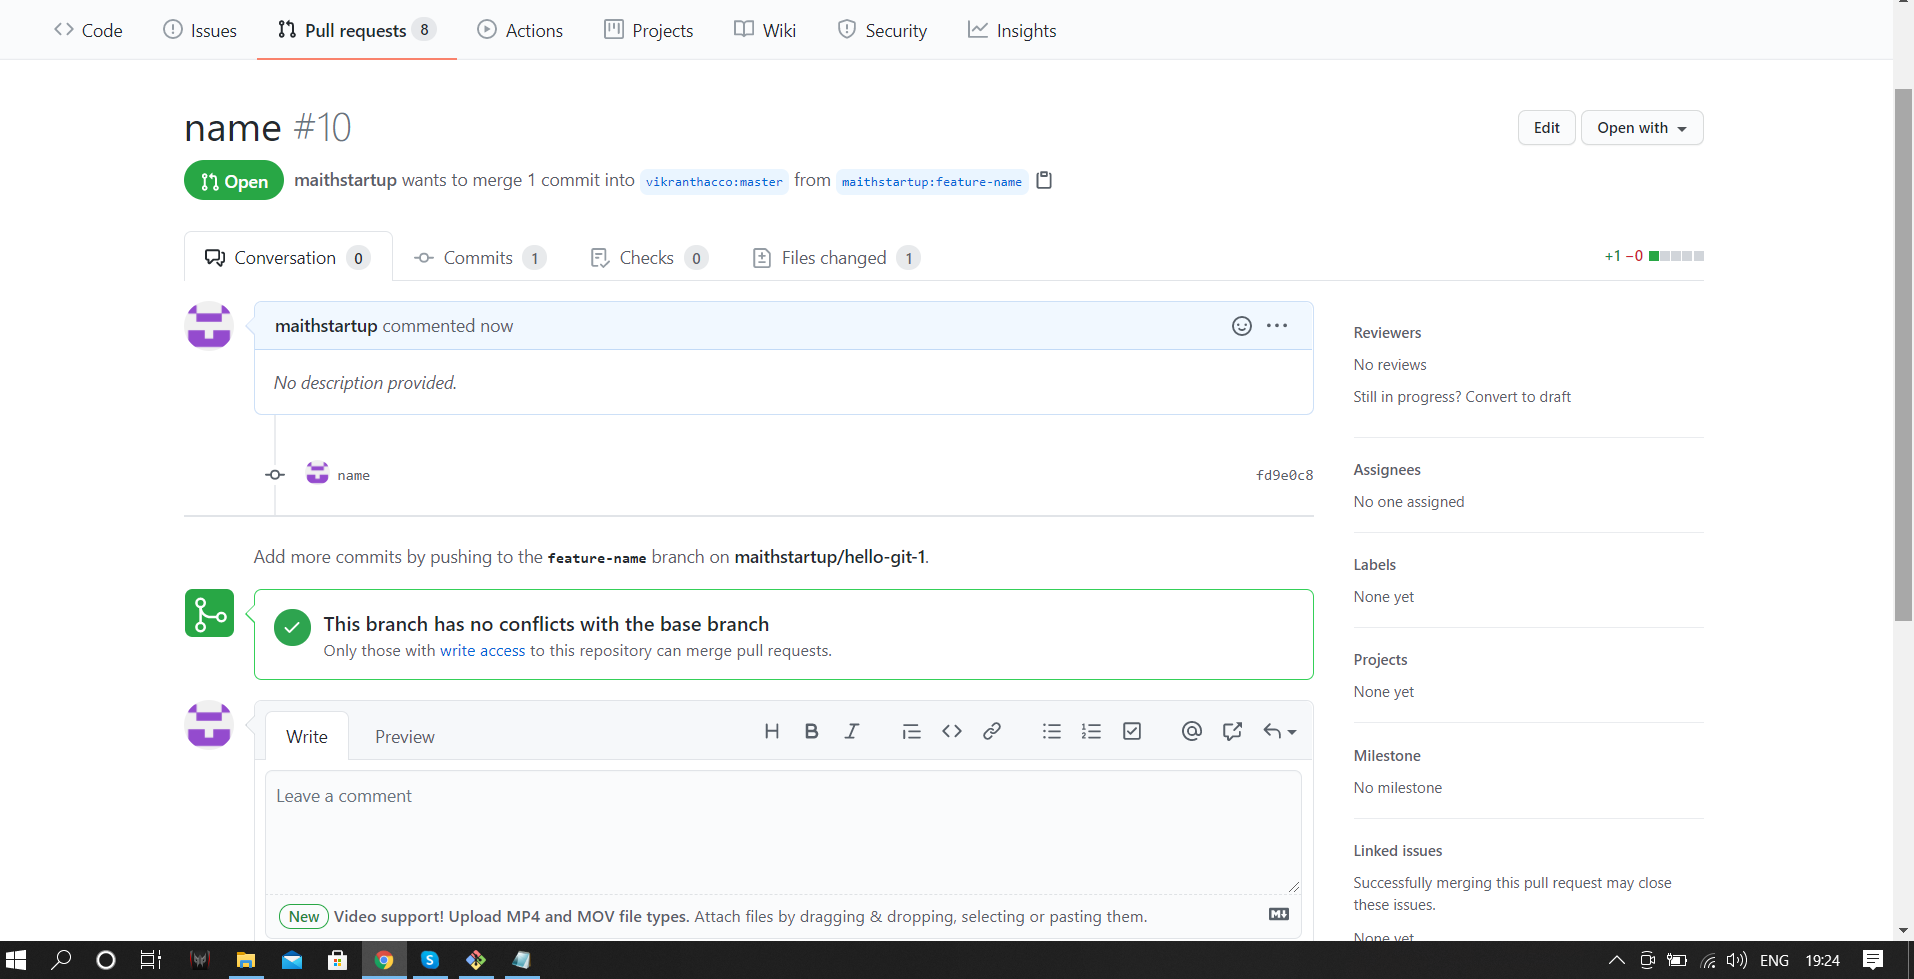 Code Issues Pull requests 8 Actions Projects Wiki Security Insights
name #10
Edit Open with
Open maithstartup wants to merge 1 commit into vikranthacco:master from maithstartup:feature-name
Conversation 0 Commits 1 Checks 0 Files changed 1 +1 −0
maithstartup commented now
No description provided.
name fd9e0c8
Add more commits by pushing to the feature-name branch on maithstartup/hello-git-1.
This branch has no conflicts with the base branch
Only those with write access to this repository can merge pull requests.
Write Preview
Leave a comment
New Video support! Upload MP4 and MOV file types. Attach files by dragging & dropping, selecting or pasting them.
Reviewers
No reviews
Still in progress? Convert to draft
Assignees
No one assigned
Labels
None yet
Projects
None yet
Milestone
No milestone
Linked issues
Successfully merging this pull request may close
these issues.
None yet
ENG 19:24